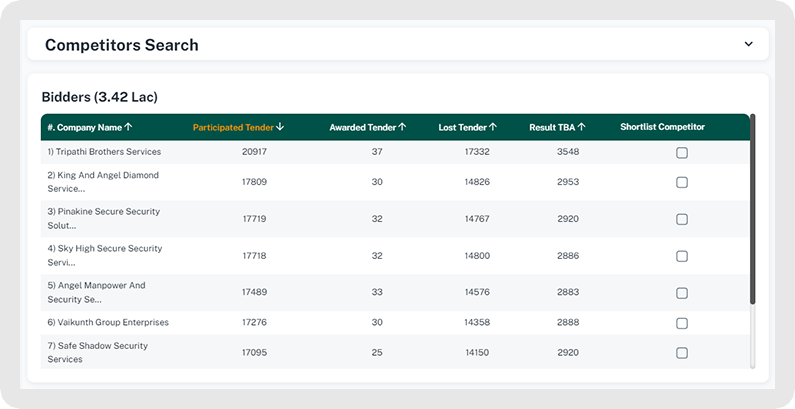 Competitors Search
Bidders (3.42 Lac)
#. Company Name↑ Participated Tender↓ Awarded Tender↑ Lost Tender↑ Result TBA↑ Shortlist Competitor
1) Tripathi Brothers Services 20917 37 17332 3548
2) King And Angel Diamond
Service... 17809 30 14826 2953
3) Pinakine Secure Security
Solut... 17719 32 14767 2920
4) Sky High Secure Security
Servi... 17718 32 14800 2886
5) Angel Manpower And
Security Se... 17489 33 14576 2883
6) Vaikunth Group Enterprises 17276 30 14358 2888
7) Safe Shadow Security
Services 17095 25 14150 2920